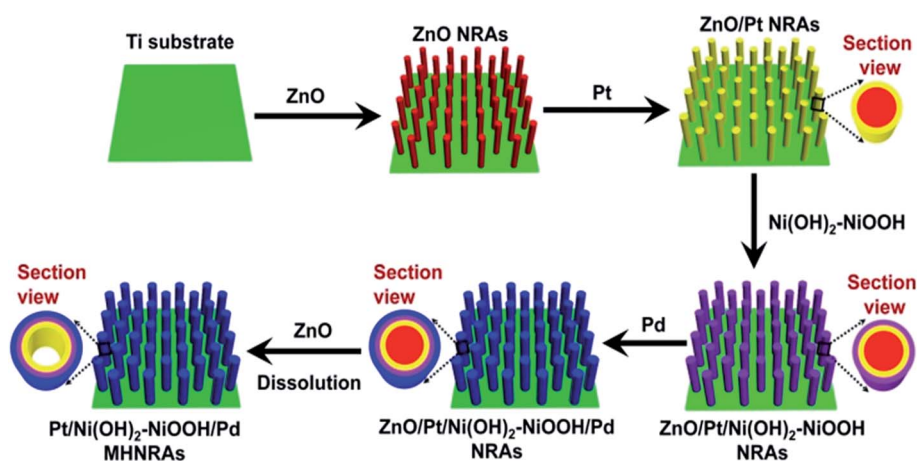 Ti substrate
ZnO
ZnO NRAs
Pt
ZnO/Pt NRAs
Section
view
Ni(OH)₂-NiOOH
Section
view
ZnO/Pt/Ni(OH)₂-NiOOH
NRAs
Pd
Section
view
ZnO/Pt/Ni(OH)₂-NiOOH/Pd
NRAs
ZnO
Dissolution
Section
view
Pt/Ni(OH)₂-NiOOH/Pd
MHNRAs